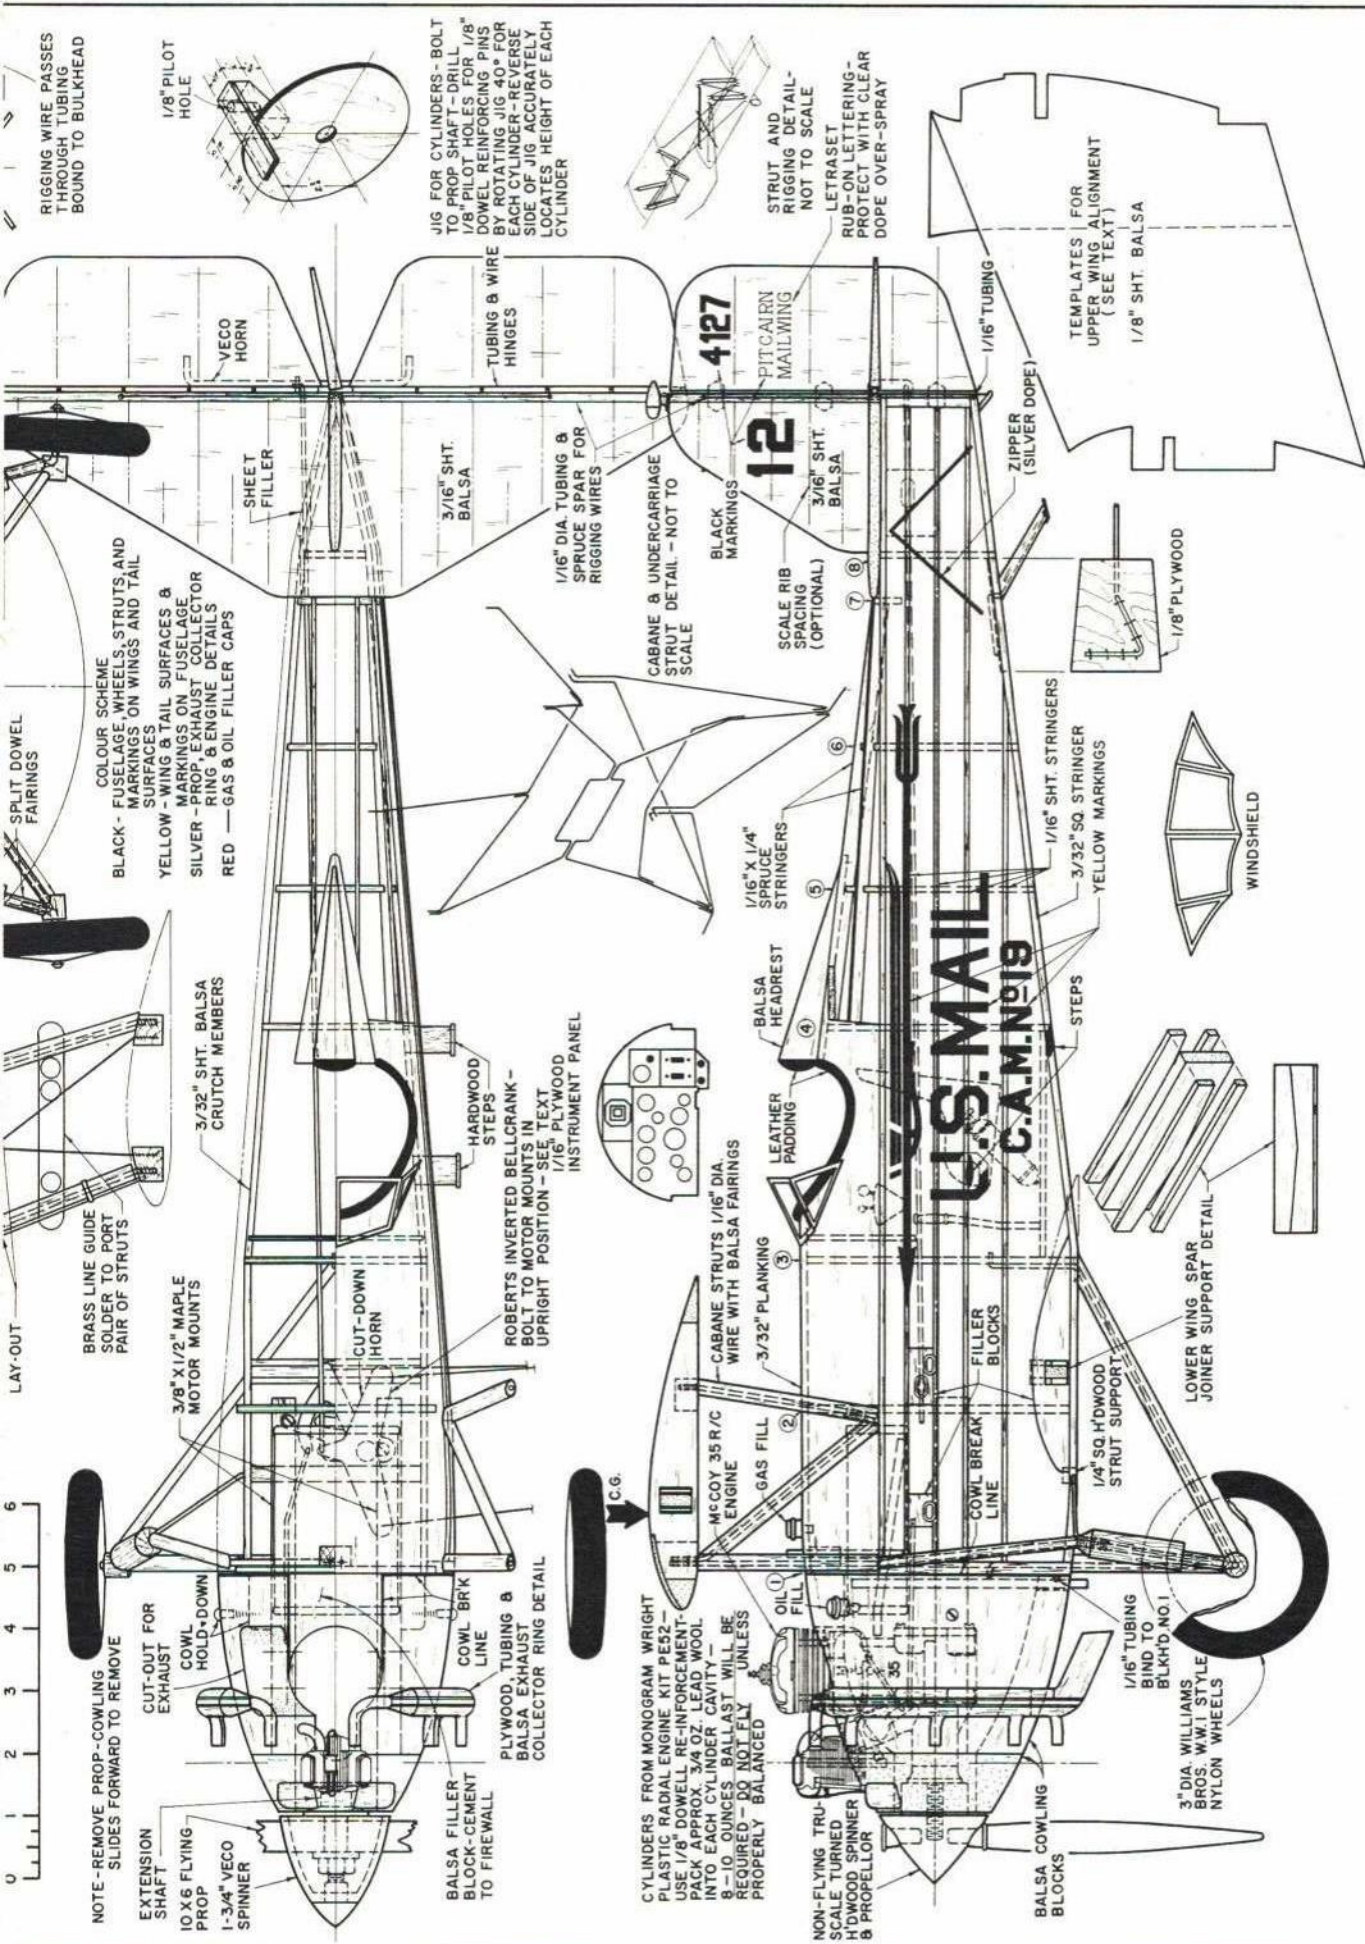 RIGGING WIRE PASSES
THROUGH TUBING
BOUND TO BULKHEAD
1/8" PILOT
HOLE
JIG FOR CYLINDERS-BOLT
TO PROP SHAFT-DRILL
1/8" PILOT HOLES FOR 1/8"
DOWEL REINFORCING PINS
BY ROTATING JIG 40° FOR
EACH CYLINDER-REVERSE
SIDE OF JIG ACCURATELY
LOCATES HEIGHT OF EACH
CYLINDER
STRUT AND
RIGGING DETAIL-
NOT TO SCALE
LETRASET
RUB-ON LETTERING-
PROTECT WITH CLEAR
DOPE OVER-SPRAY
TEMPLATES FOR
UPPER WING ALIGNMENT
(SEE TEXT)
1/8" SHT. BALSA
VECO
HORN
TUBING & WIRE
HINGES
4127
PITCAIRN
MAILWING
12
1/16" TUBING
ZIPPER
(SILVER DOPE)
SHEET
FILLER
3/16" SHT.
BALSA
1/16" DIA. TUBING &
SPRUCE SPAR FOR
RIGGING WIRES
BLACK
MARKINGS
3/16" SHT.
BALSA
SCALE RIB
SPACING
(OPTIONAL)
CABANE & UNDERCARRIAGE
STRUT DETAIL - NOT TO
SCALE
1/8" PLYWOOD
SPLIT DOWEL
FAIRINGS
COLOUR SCHEME
BLACK - FUSELAGE, WHEELS, STRUTS, AND
MARKINGS ON WINGS AND TAIL
SURFACES
YELLOW - WING & TAIL SURFACES &
MARKINGS ON FUSELAGE
SILVER - PROP, EXHAUST COLLECTOR
RING & ENGINE DETAILS
RED — GAS & OIL FILLER CAPS
8
7
6
5
4
3
2
1
1/16" X 1/4"
SPRUCE
STRINGERS
1/16" SHT. STRINGERS
3/32" SQ. STRINGER
YELLOW MARKINGS
WINDSHIELD
LAY-OUT
BRASS LINE GUIDE
SOLDER TO PORT
PAIR OF STRUTS
3/32" SHT. BALSA
CRUTCH MEMBERS
HARDWOOD
STEPS
ROBERTS INVERTED BELLCRANK-
BOLT TO MOTOR MOUNTS IN
UPRIGHT POSITION - SEE TEXT
1/16" PLYWOOD
INSTRUMENT PANEL
BALSA
HEADREST
LEATHER
PADDING
U.S. MAIL
C.A.M. No 19
STEPS
LOWER WING SPAR
JOINER SUPPORT DETAIL
3/8" X 1/2" MAPLE
MOTOR MOUNTS
CUT-DOWN
HORN
CABANE STRUTS 1/16" DIA.
WIRE WITH BALSA FAIRINGS
3/32" PLANKING
FILLER
BLOCKS
COWL BREAK
LINE
1/4" SQ. H'DWOOD
STRUT SUPPORT
0 1 2 3 4 5 6
NOTE-REMOVE PROP-COWLING
SLIDES FORWARD TO REMOVE
EXTENSION
SHAFT
CUT-OUT FOR
EXHAUST
COWL
HOLD-DOWN
10 X 6 FLYING
PROP
1-3/4" VECO
SPINNER
BALSA FILLER
BLOCK-CEMENT
TO FIREWALL
COWL BR'K
LINE
PLYWOOD, TUBING &
BALSA EXHAUST
COLLECTOR RING DETAIL
C.G.
McCOY 35 R/C
ENGINE
GAS FILL
OIL
FILL
35
CYLINDERS FROM MONOGRAM WRIGHT
PLASTIC RADIAL ENGINE KIT PE52-
USE 1/8" DOWELL RE-INFORCEMENT-
PACK APPROX. 3/4 OZ. LEAD WOOL
INTO EACH CYLINDER CAVITY-
8-10 OUNCES BALLAST WILL BE
REQUIRED - DO NOT FLY UNLESS
PROPERLY BALANCED
NON-FLYING TRU-
SCALE TURNED
H'DWOOD SPINNER
& PROPELLOR
BALSA COWLING
BLOCKS
1/16" TUBING
BIND TO
B'LKH'D. NO. 1
3" DIA. WILLIAMS
BROS. W.W.I STYLE
NYLON WHEELS